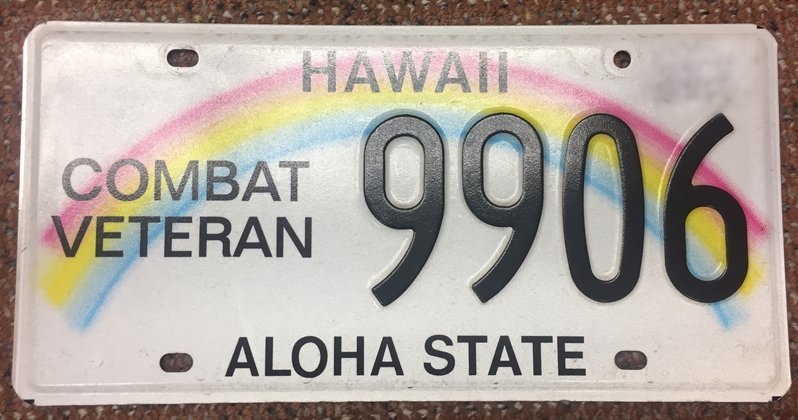 HAWAII
COMBAT
VETERAN
9906
ALOHA STATE